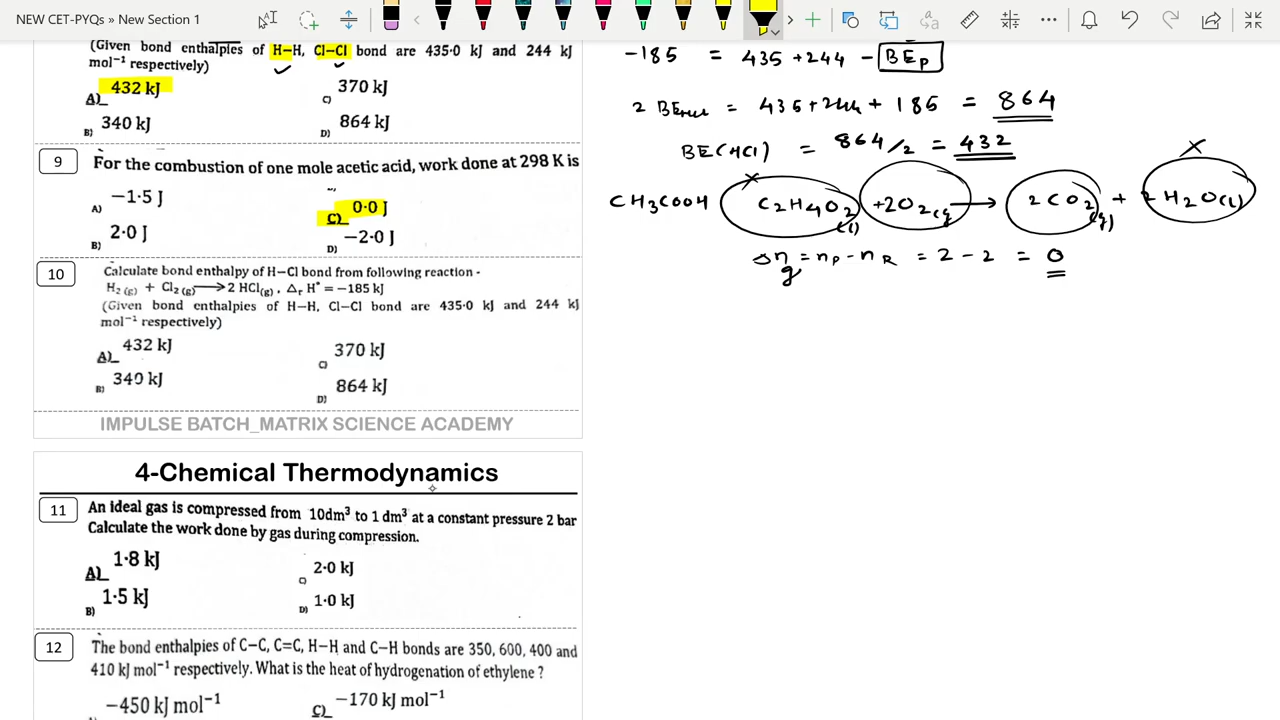 NEW CET-PYQs » New Section 1
(Given bond enthalpies of H–H, Cl–Cl bond are 435·0 kJ and 244 kJ
mol⁻¹ respectively)
A) 432 kJ
C) 370 kJ
B) 340 kJ
D) 864 kJ
9 For the combustion of one mole acetic acid, work done at 298 K is
A) −1·5 J
C) 0·0 J
B) 2·0 J
D) −2·0 J
10 Calculate bond enthalpy of H–Cl bond from following reaction -
H₂ (g) + Cl₂ (g) ⟶ 2 HCl(g), Δr H° = −185 kJ
(Given bond enthalpies of H–H, Cl–Cl bond are 435·0 kJ and 244 kJ
mol⁻¹ respectively)
A) 432 kJ
C) 370 kJ
B) 340 kJ
D) 864 kJ
IMPULSE BATCH_MATRIX SCIENCE ACADEMY
4-Chemical Thermodynamics
11 An ideal gas is compressed from 10dm³ to 1 dm³ at a constant pressure 2 bar
Calculate the work done by gas during compression.
A) 1·8 kJ
C) 2·0 kJ
B) 1·5 kJ
D) 1·0 kJ
12 The bond enthalpies of C–C, C=C, H–H and C–H bonds are 350, 600, 400 and
410 kJ mol⁻¹ respectively. What is the heat of hydrogenation of ethylene ?
−450 kJ mol⁻¹
C) −170 kJ mol⁻¹
−185 = 435 + 244 − BEP
2 BE = 435 + 244 + 185 = 864
BE(HCl) = 864/2 = 432
CH3COOH C2H4O2(l) + 2O2(g) ⟶ 2CO2(g) + 2H2O(l)
Δng = nP − nR = 2 − 2 = 0